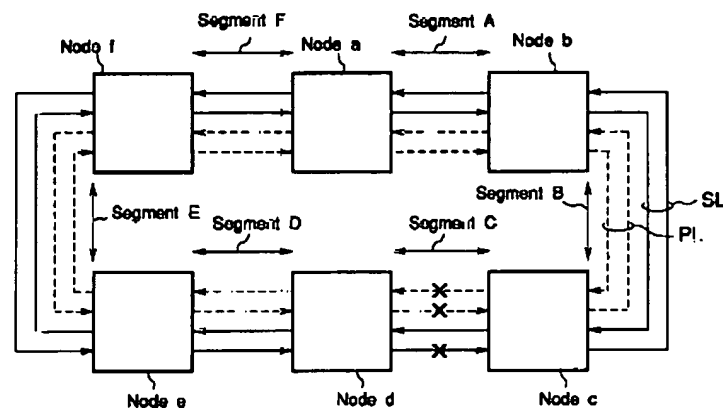 Segment F
Segment A
Node f
Node a
Node b
Segment E
Segment B
SL
Segment D
Segment C
PL
Node e
Node d
Node c